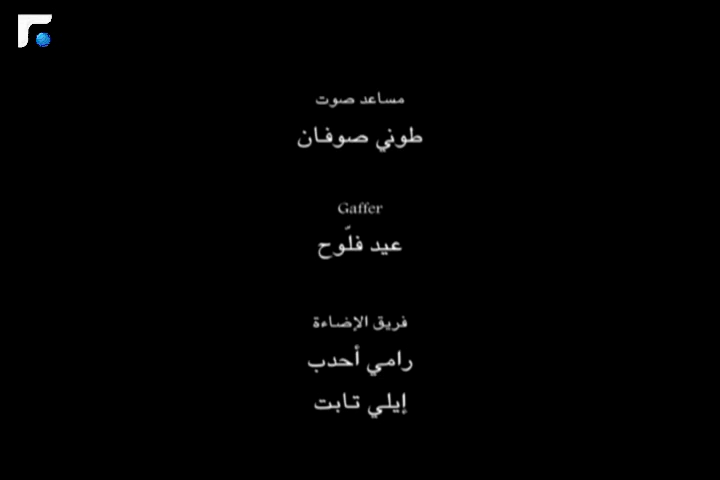 مساعد صوت
طوني صوفان
Gaffer
عيد فلّوح
فريق الإضاءة
رامي أحدب
إيلي تابت